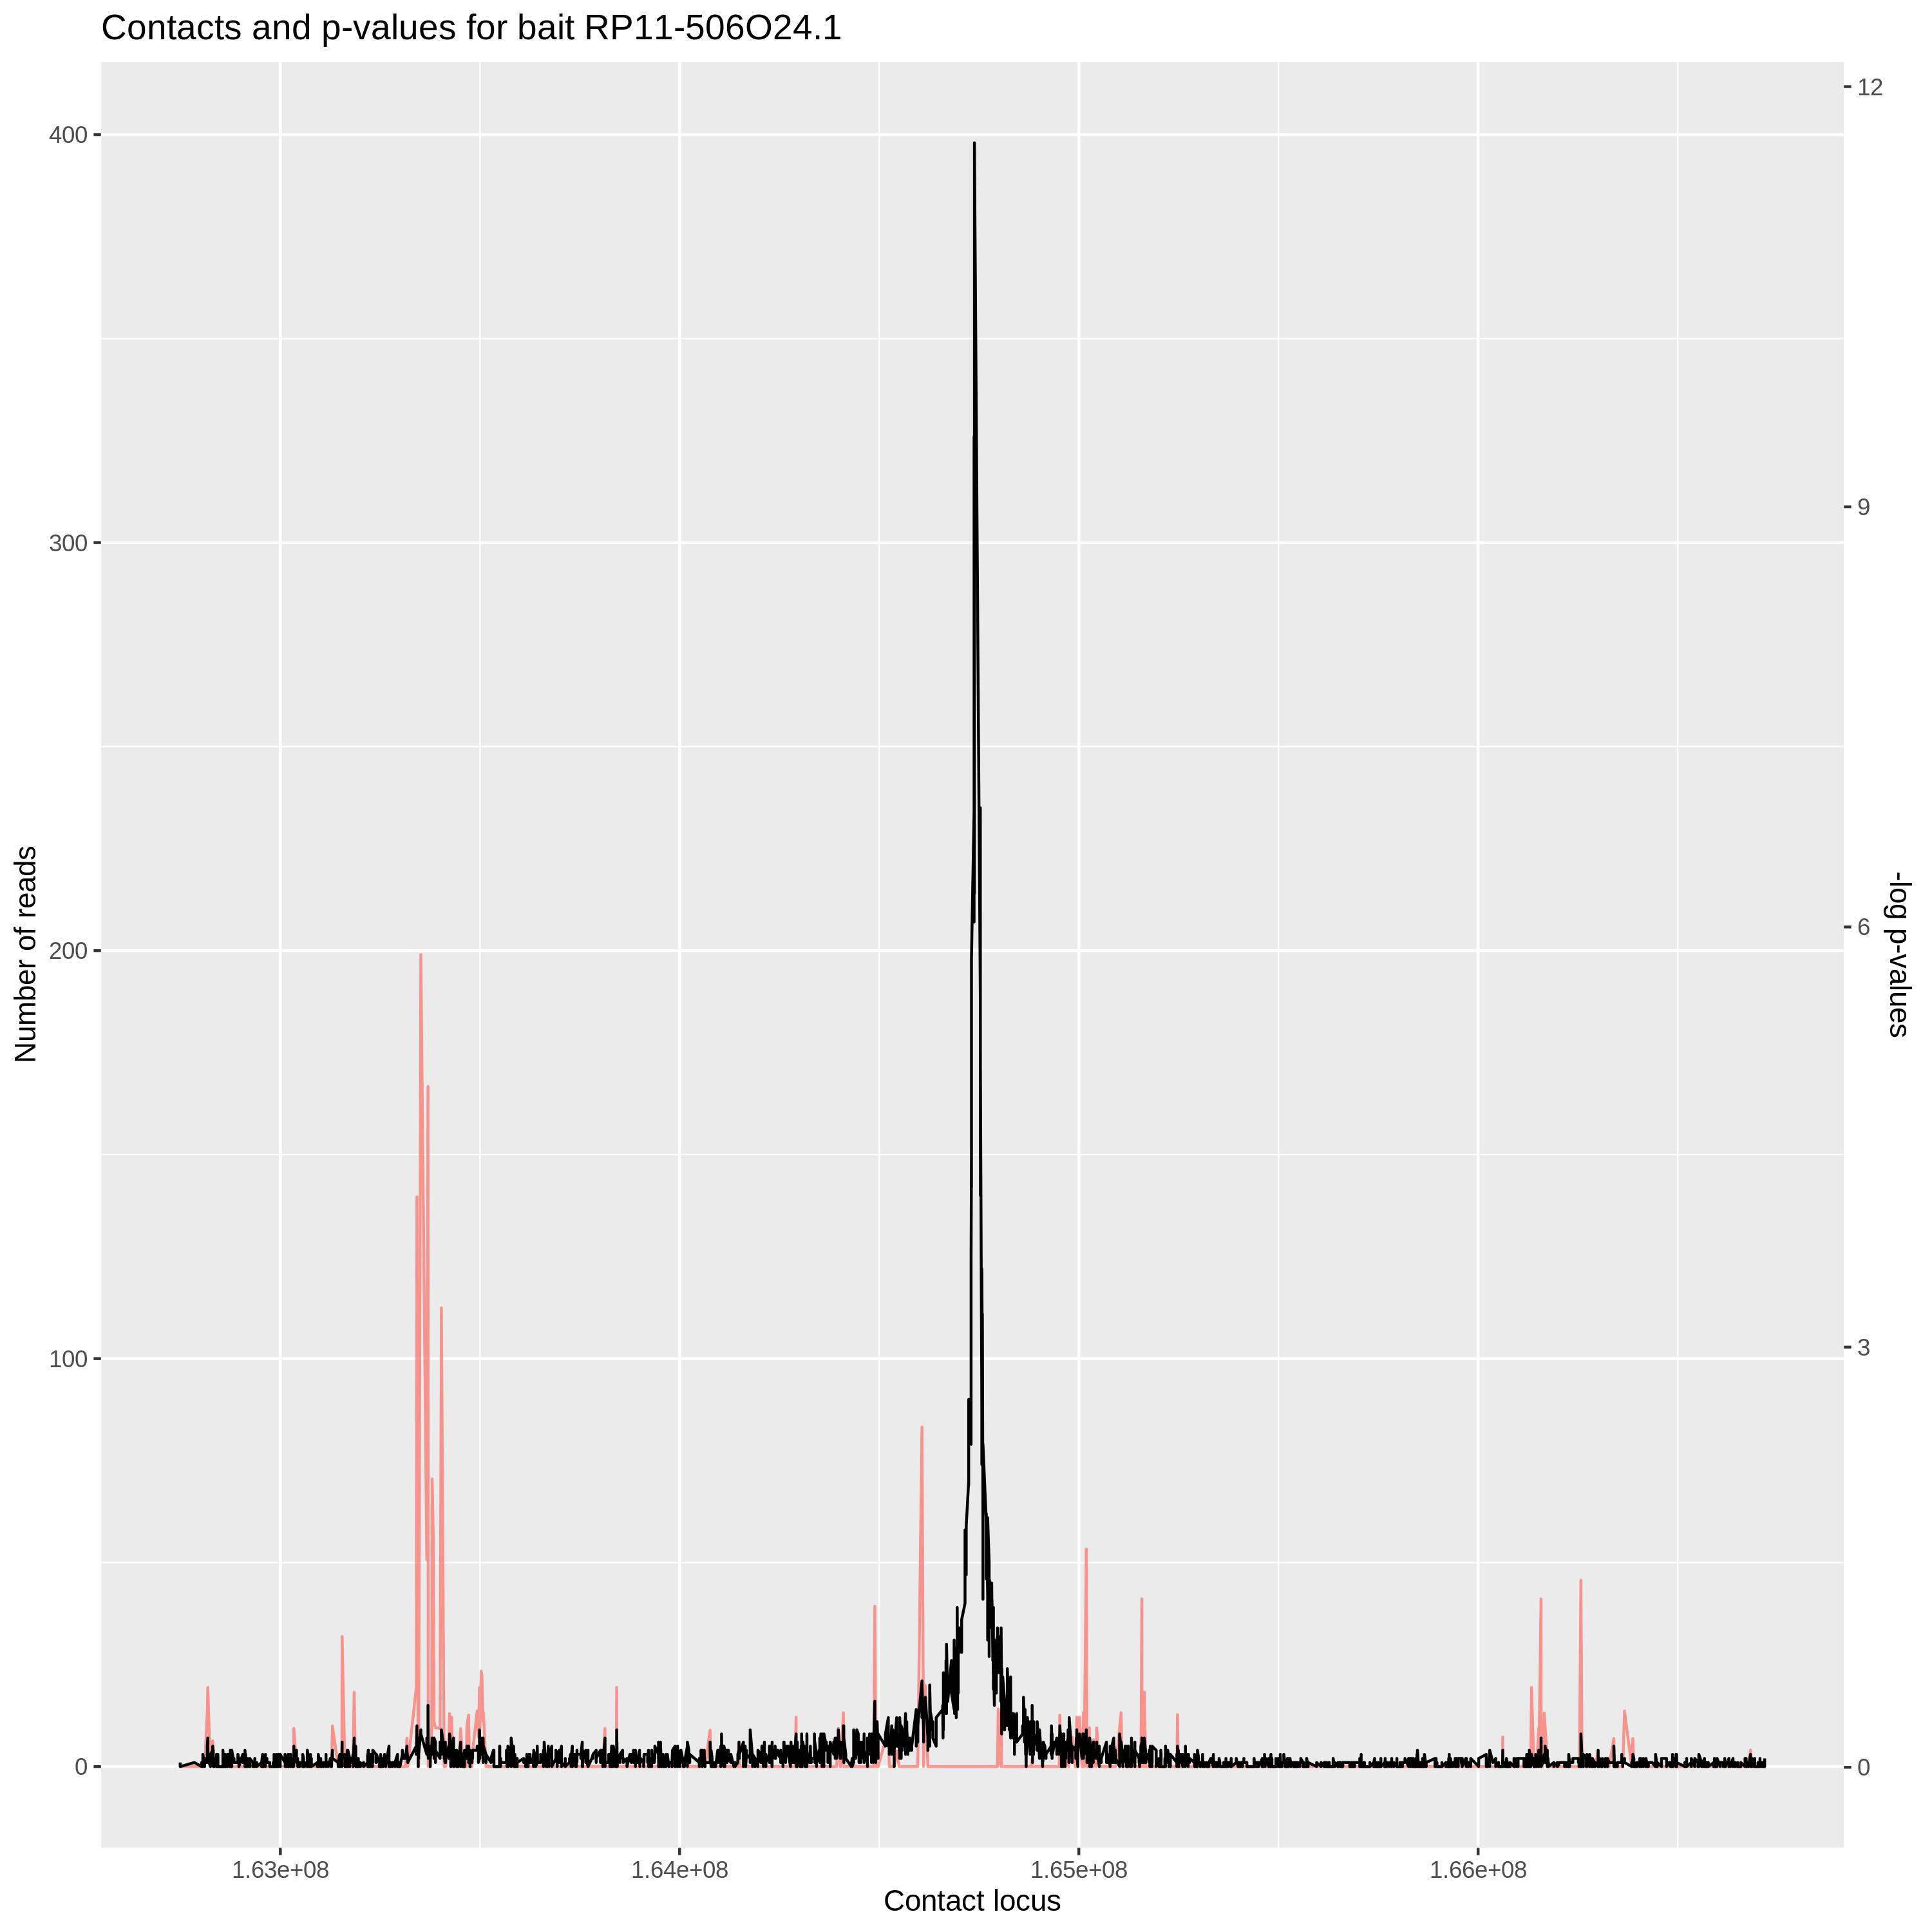 Contacts and p-values for bait RP11-506O24.1
400
300
200
100
0
Number of reads
12
9
6
3
0
-log p-values
1.63e+08
1.64e+08
1.65e+08
1.66e+08
Contact locus